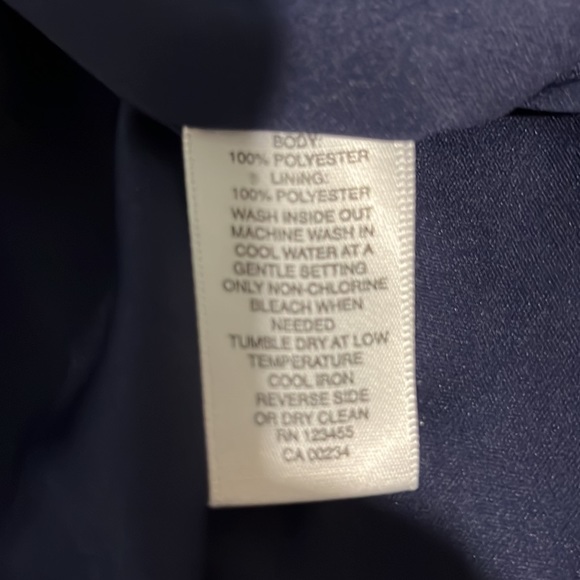 BODY:
100% POLYESTER
LINING:
100% POLYESTER
WASH INSIDE OUT
MACHINE WASH IN
COOL WATER AT A
GENTLE SETTING
ONLY NON-CHLORINE
BLEACH WHEN
NEEDED
TUMBLE DRY AT LOW
TEMPERATURE
COOL IRON
REVERSE SIDE
OR DRY CLEAN
RN 123455
CA 00234